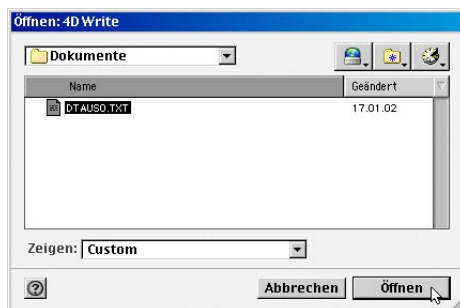 Öffnen: 4D Write
Dokumente
Name Geändert
DTAUS0.TXT 17.01.02
Zeigen: Custom
? Abbrechen Öffnen